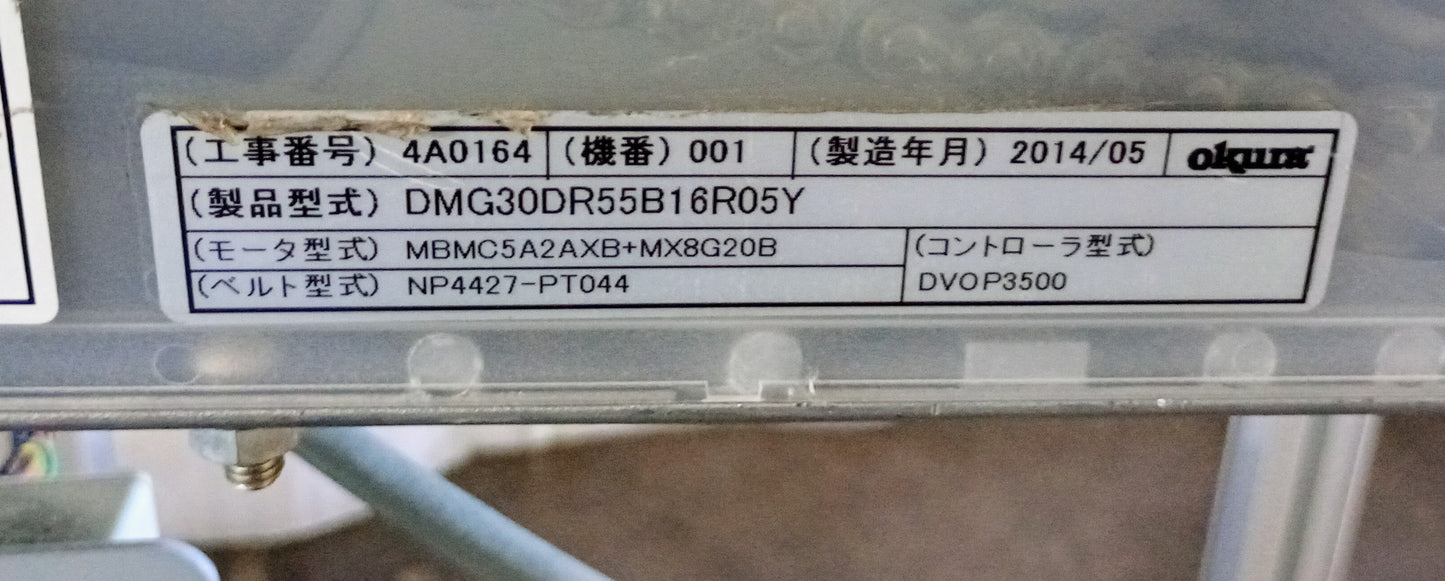 (工事番号) 4A0164 (機番) 001 (製造年月) 2014/05 okura
(製品型式) DMG30DR55B16R05Y
(モータ型式) MBMC5A2AXB+MX8G20B
(コントローラ型式)
(ベルト型式) NP4427-PT044
DVOP3500